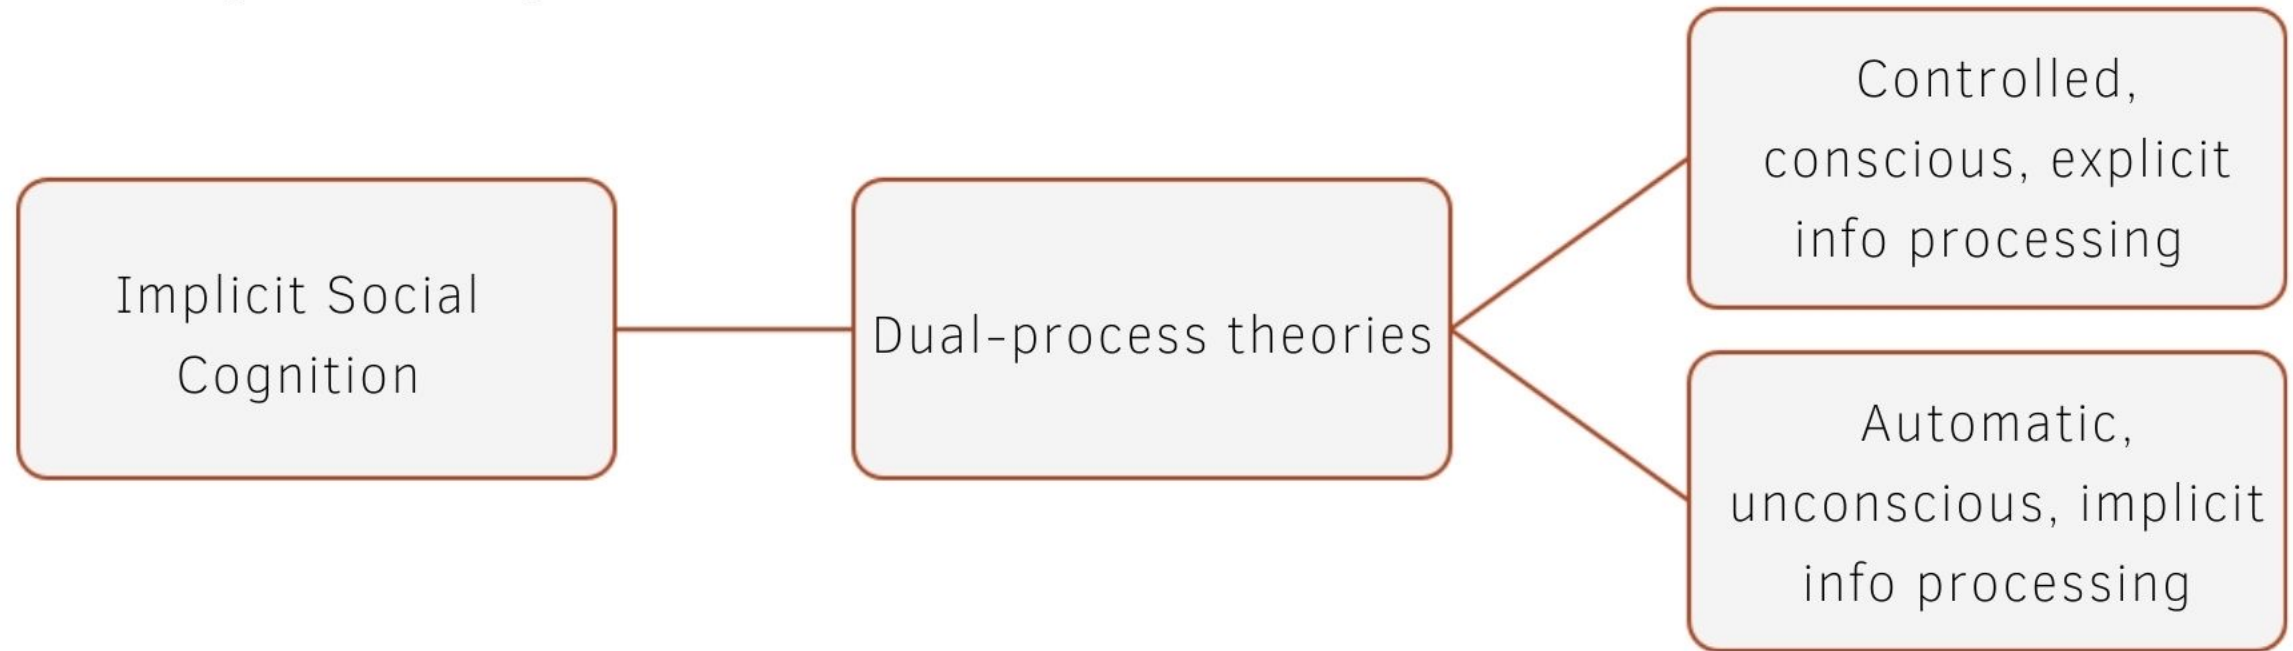 Implicit Social
Cognition
Dual-process theories
Controlled,
conscious, explicit
info processing
Automatic,
unconscious, implicit
info processing